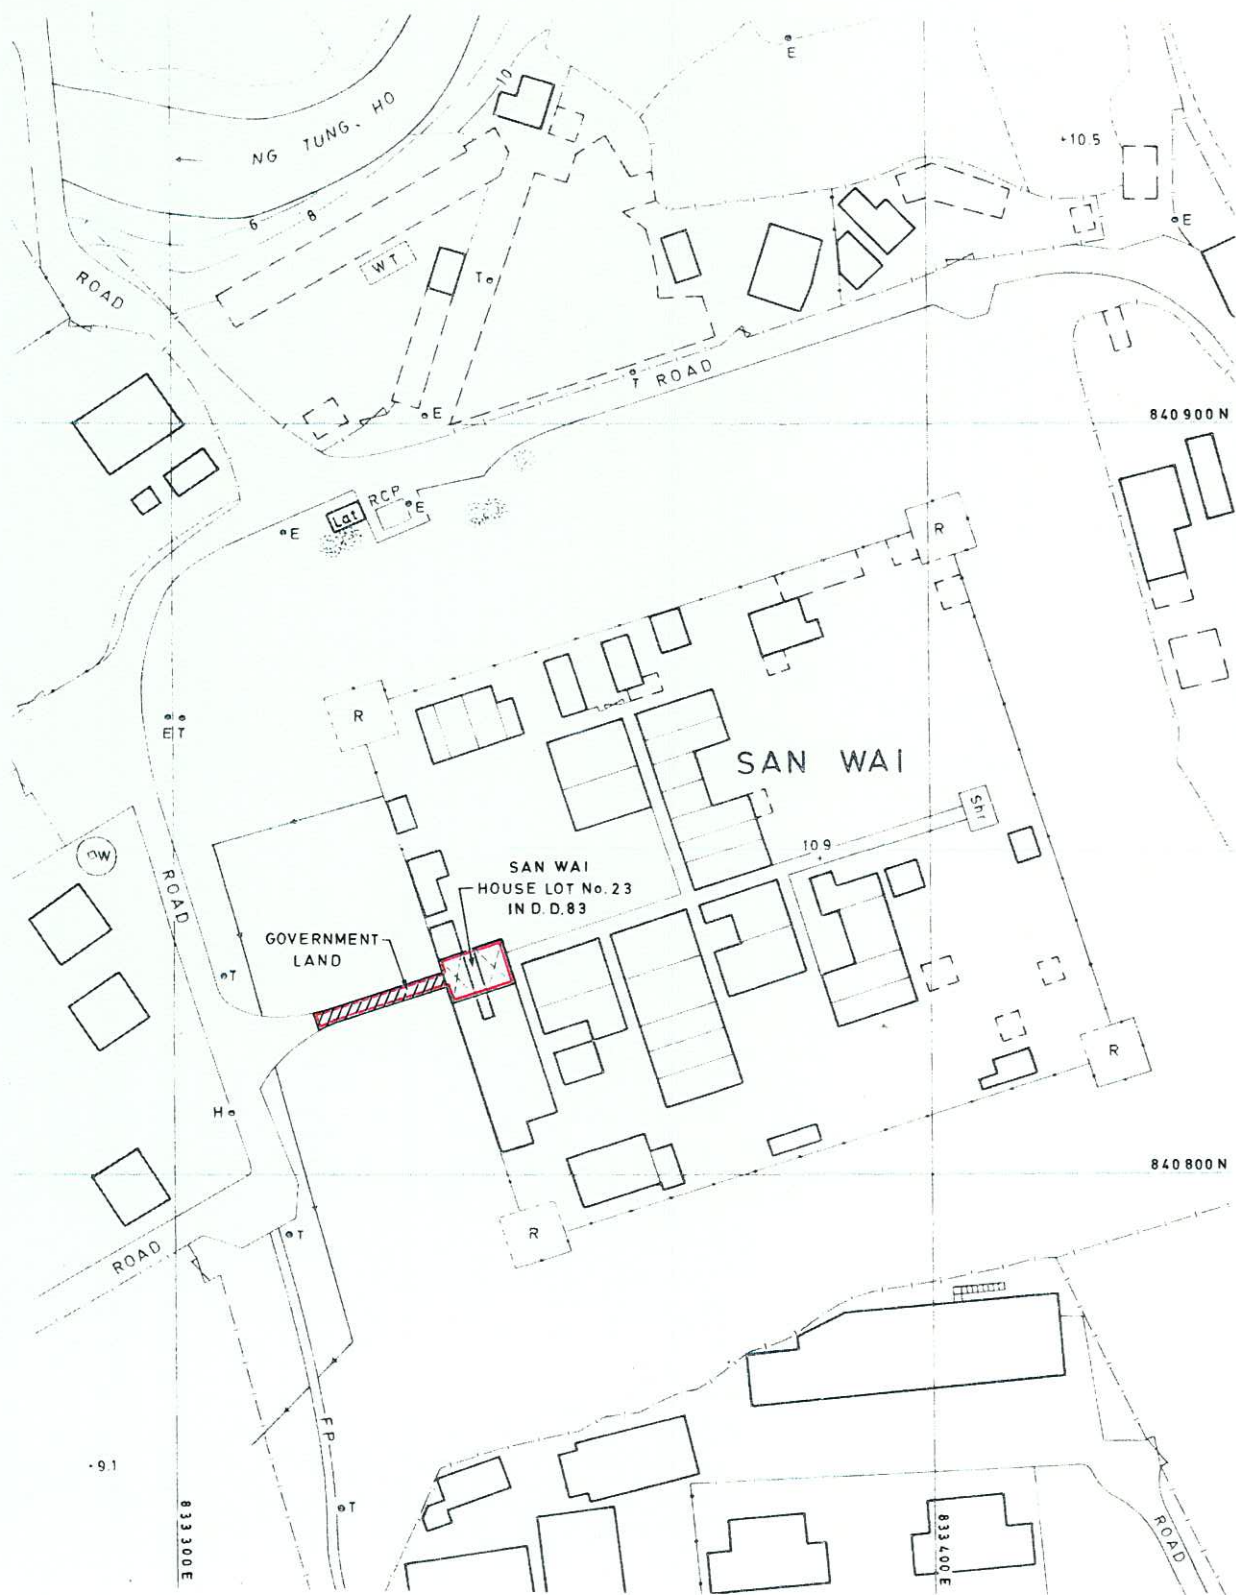 E
10
NG TUNG HO
+10.5
6
8
WT
E
ROAD
T
T ROAD
E
840 900 N
RCP
Lat
E
E
R
R
E T
SAN WAI
Shr
10.9
W
ROAD
SAN WAI
HOUSE LOT No. 23
IN D.D.83
GOVERNMENT
LAND
X
Y
T
R
H
840 800 N
T
R
ROAD
FP
9.1
T
833300E
833400E
ROAD